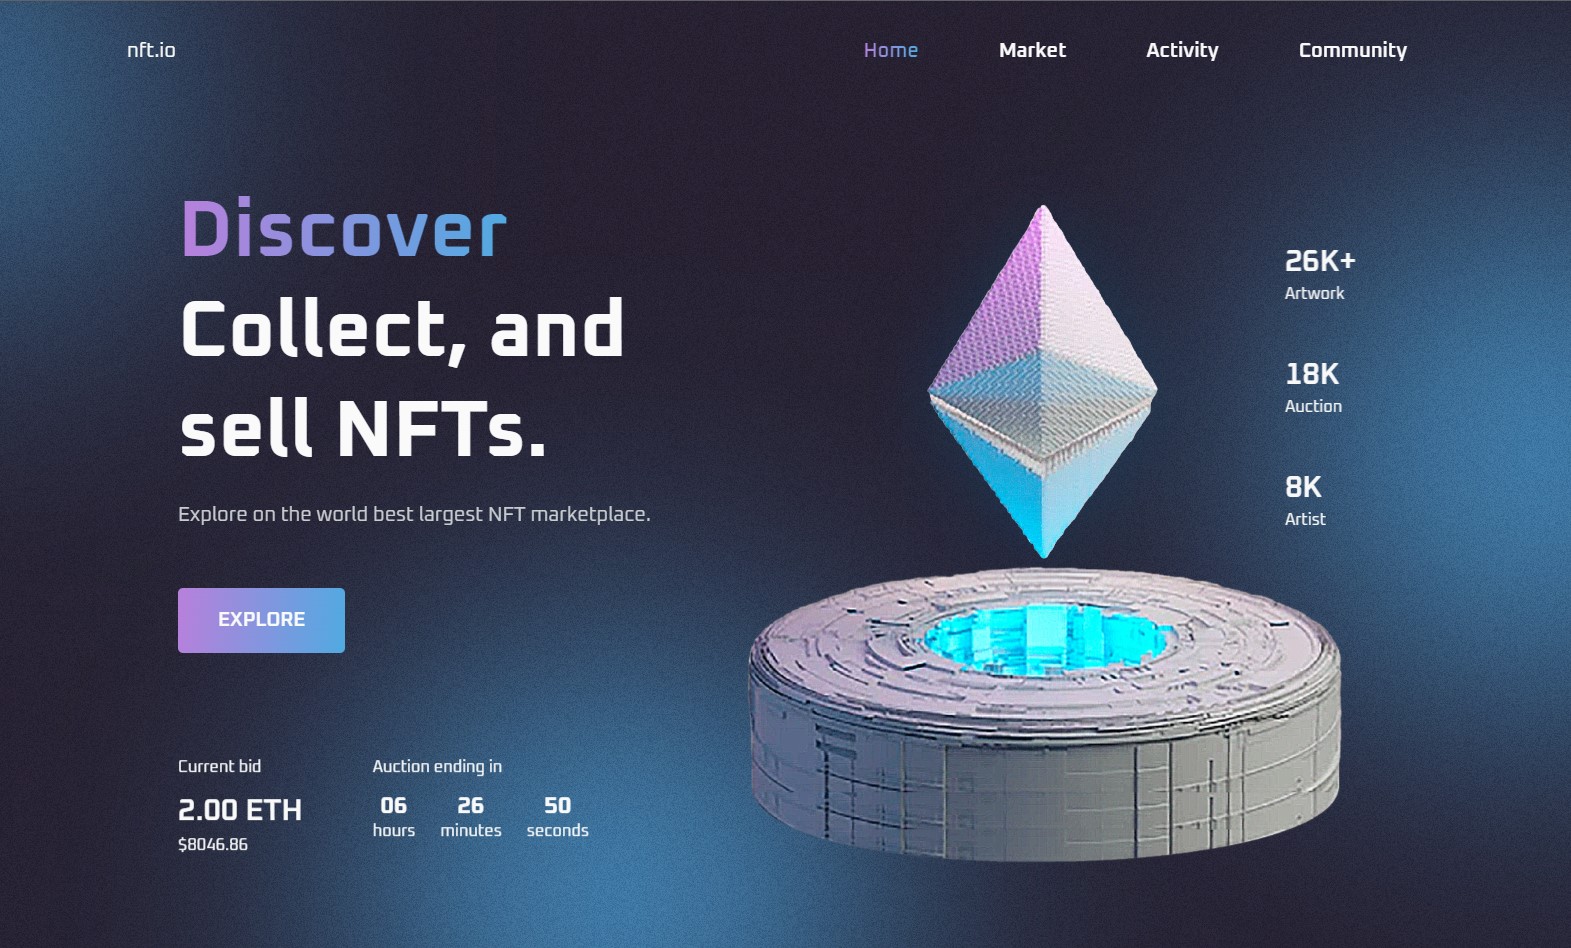 nft.io
Home Market Activity Community
Discover
Collect, and
sell NFTs.
Explore on the world best largest NFT marketplace.
EXPLORE
26K+
Artwork
18K
Auction
8K
Artist
Current bid
2.00 ETH
$8046.86
Auction ending in
06 26 50
hours minutes seconds